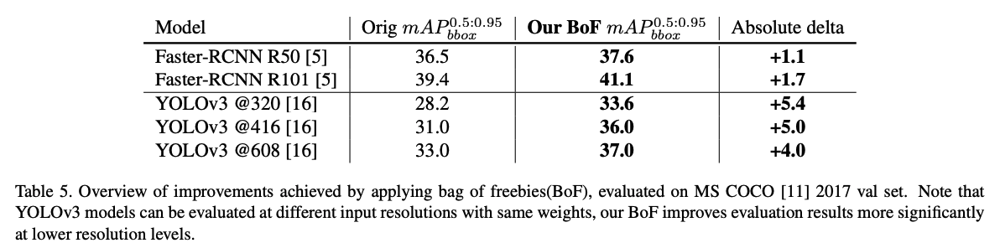 Model Orig mAP^{0.5:0.95}_{bbox} Our BoF mAP^{0.5:0.95}_{bbox} Absolute delta
Faster-RCNN R50 [5] 36.5 37.6 +1.1
Faster-RCNN R101 [5] 39.4 41.1 +1.7
YOLOv3 @320 [16] 28.2 33.6 +5.4
YOLOv3 @416 [16] 31.0 36.0 +5.0
YOLOv3 @608 [16] 33.0 37.0 +4.0
Table 5. Overview of improvements achieved by applying bag of freebies(BoF), evaluated on MS COCO [11] 2017 val set. Note that
YOLOv3 models can be evaluated at different input resolutions with same weights, our BoF improves evaluation results more significantly
at lower resolution levels.